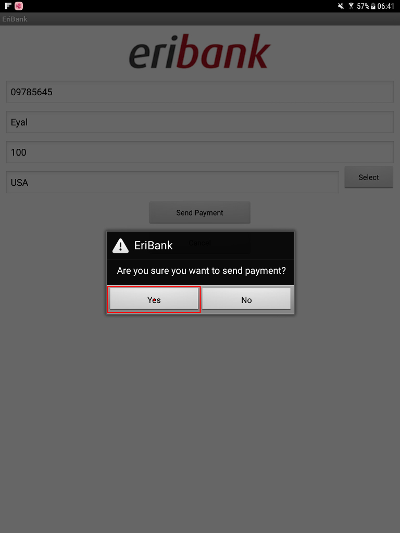 57% 06:41
EriBank
eribank
09785645
Eyal
100
USA
Select
Send Payment
EriBank
Are you sure you want to send payment?
Yes
No